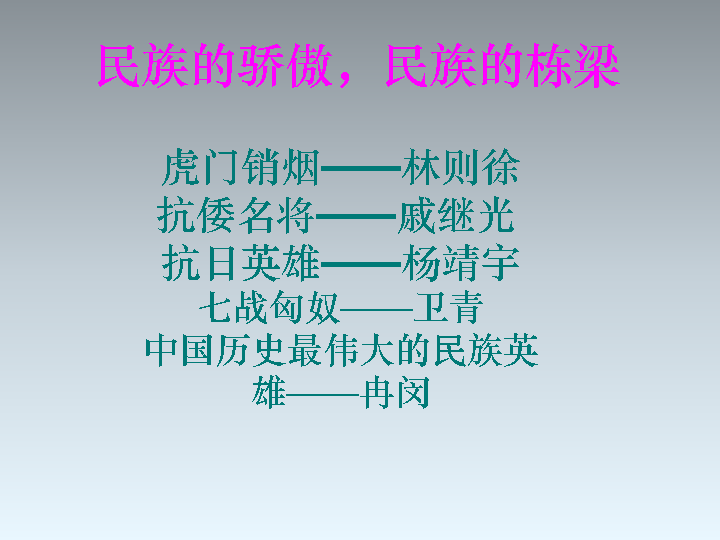 民族的骄傲，民族的栋梁
虎门销烟——林则徐
抗倭名将——戚继光
抗日英雄——杨靖宇
七战匈奴——卫青
中国历史最伟大的民族英
雄——冉闵